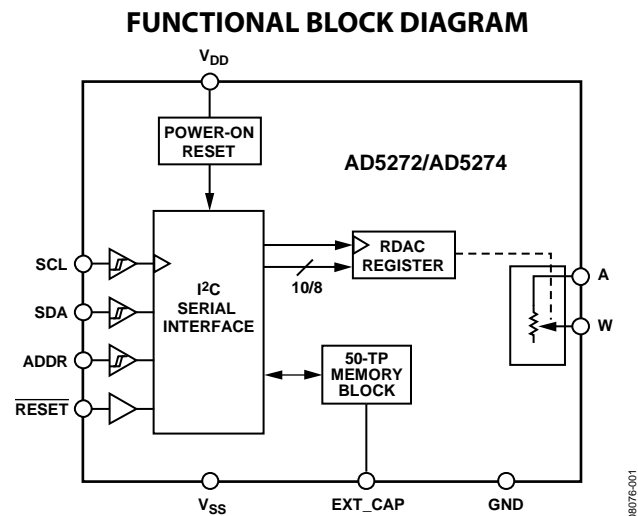 FUNCTIONAL BLOCK DIAGRAM
VDD
POWER-ON
RESET
AD5272/AD5274
SCL
SDA
ADDR
RESET
I2C
SERIAL
INTERFACE
10/8
RDAC
REGISTER
A
W
50-TP
MEMORY
BLOCK
VSS
EXT_CAP
GND
08076-001